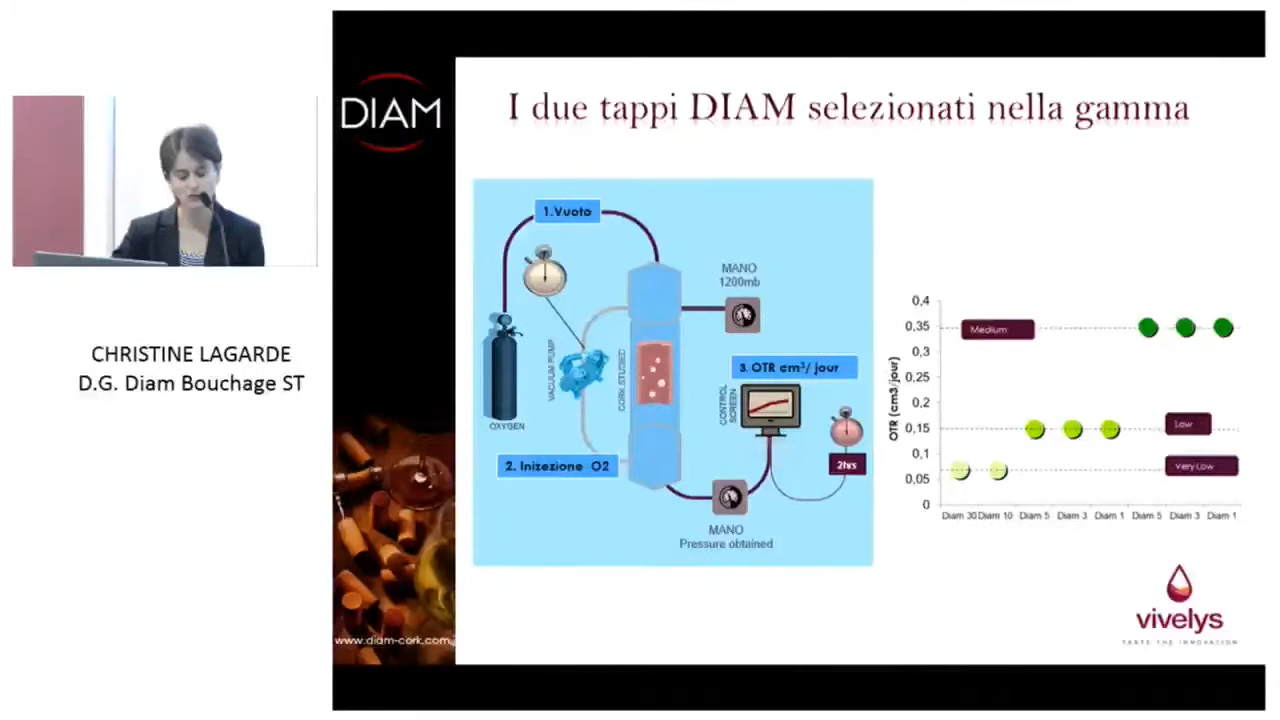 DIAM
I due tappi DIAM selezionati nella gamma
CHRISTINE LAGARDE
D.G. Diam Bouchage ST
1.Vuoto
MANO
1200mb
VACUUM PUMP
CORK STUDIED
OXYGEN
3. OTR cm³/ jour
CONTROL
SCREEN
2. Inizezione O2
2hrs
MANO
Pressure obtained
OTR (cm3/jour)
0,4
0,35
0,3
0,25
0,2
0,15
0,1
0,05
0
Medium
Low
Very Low
Diam 30 Diam 10 Diam 5 Diam 3 Diam 1 Diam 5 Diam 3 Diam 1
www.diam-cork.com
vivelys
TASTE THE INNOVATION